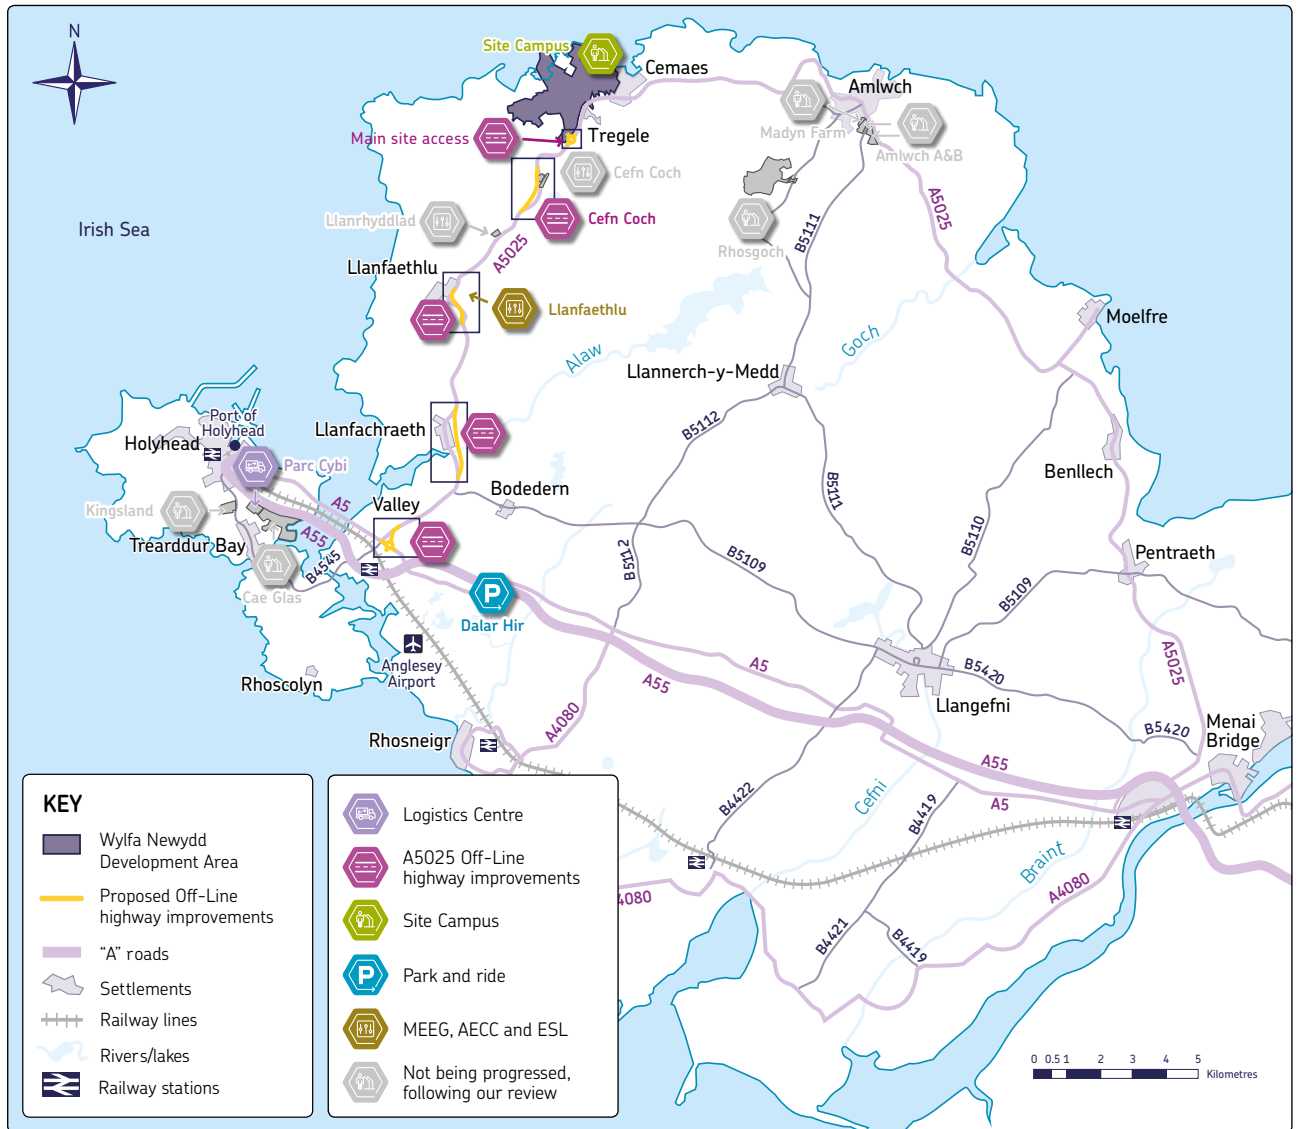 N
Site Campus
Cemaes
Amlwch
Madyn Farm
Amlwch A&B
Main site access
Tregele
Cefn Coch
Cefn Coch
Llanrhyddlad
Irish Sea
A5025
B5111
A5025
Rhosgoch
Llanfaethlu
Llanfaethlu
Moelfre
Goch
Alaw
Llannerch-y-Medd
B5112
Llanfachraeth
Port of
Holyhead
Holyhead
Parc Cybi
Benllech
B5111
Bodedern
Valley
Kingsland
A5
A55
B5110
Trearddur Bay
B4545
B5112
B5109
Pentraeth
Cae Glas
P
Dalar Hir
B5109
Anglesey
Airport
A5
A55
B5420
A5025
Rhoscolyn
Llangefni
A4080
Rhosneigr
B5420
Menai
Bridge
A55
A5
B4422
Cefni
B4419
Braint
A4080
4080
B4421
B4419
KEY
Wylfa Newydd
Development Area
Proposed Off-Line
highway improvements
"A" roads
Settlements
Railway lines
Rivers/lakes
Railway stations
Logistics Centre
A5025 Off-Line
highway improvements
Site Campus
P
Park and ride
MEEG, AECC and ESL
Not being progressed,
following our review
0 0.5 1 2 3 4 5
Kilometres